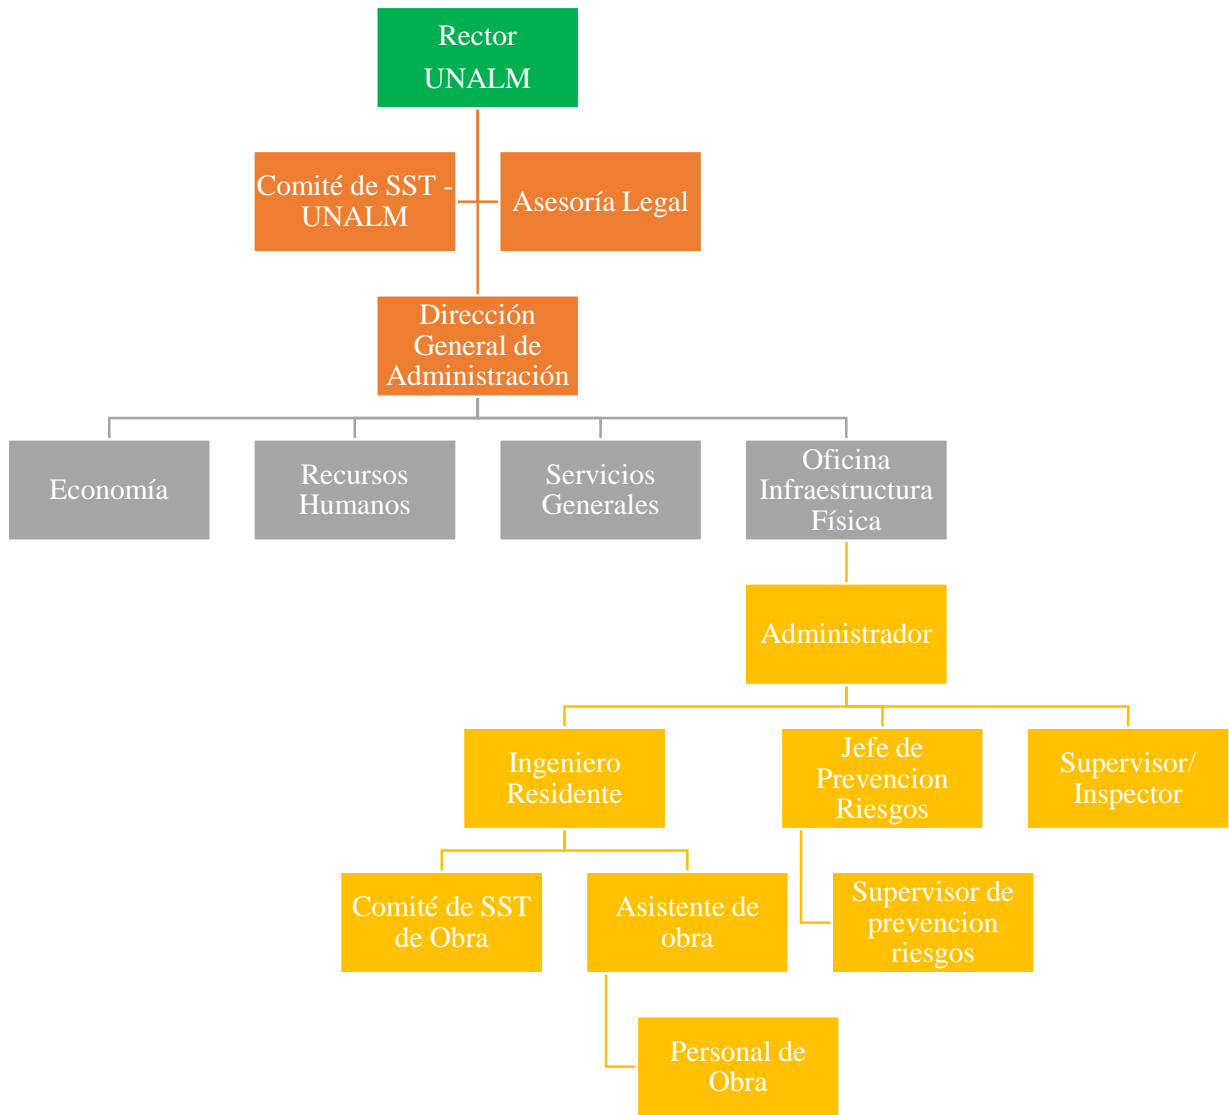 Rector
UNALM
Comité de SST -
UNALM
Asesoría Legal
Dirección
General de
Administración
Economía
Recursos
Humanos
Servicios
Generales
Oficina
Infraestructura
Física
Administrador
Ingeniero
Residente
Jefe de
Prevencion
Riesgos
Supervisor/
Inspector
Comité de SST
de Obra
Asistente de
obra
Supervisor de
prevencion
riesgos
Personal de
Obra